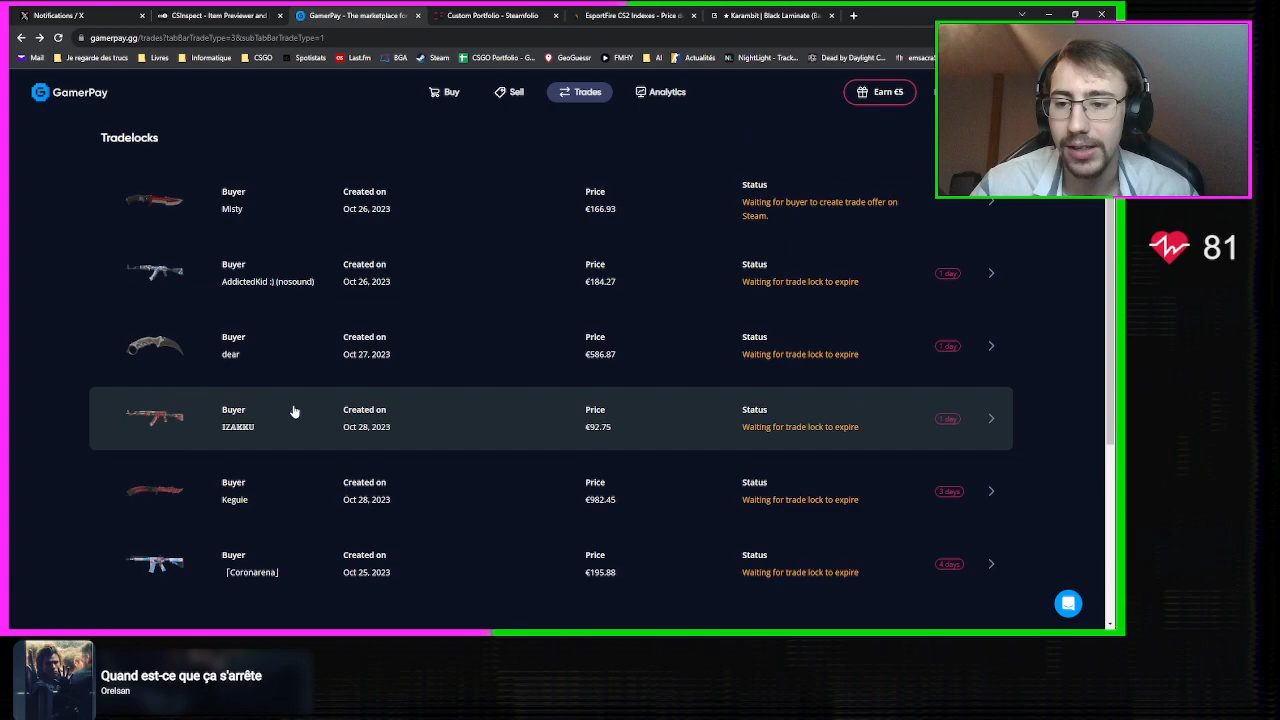 Notifications / X
CSInspect - Item Previewer and
GamerPay - The marketplace fo
Custom Portfolio - Steamfolio
EsportFire CS2 Indexes - Price d
★ Karambit | Black Laminate (Ba
gamerpay.gg/trades?tabBarTradeType=3&subTabBarTradeType=1
Mail
Je regarde des trucs
Livres
Informatique
CSGO
Spotistats
Last.fm
BGA
Steam
CSGO Portfolio - G...
GeoGuessr
FMHY
AI
Actualités
NightLight - Track...
Dead by Daylight C...
GamerPay
Buy
Sell
Trades
Analytics
Earn €5
Tradelocks
Buyer
Created on
Price
Status
Misty
Oct 26, 2023
€166.93
Waiting for buyer to create trade offer on
Steam.
Buyer
Created on
Price
Status
AddictedKid :) (nosound)
Oct 26, 2023
€184.27
Waiting for trade lock to expire
1 day
Buyer
Created on
Price
Status
dear
Oct 27, 2023
€586.87
Waiting for trade lock to expire
1 day
Buyer
Created on
Price
Status
IZAKKU
Oct 28, 2023
€92.75
Waiting for trade lock to expire
1 day
Buyer
Created on
Price
Status
Keguie
Oct 28, 2023
€982.45
Waiting for trade lock to expire
3 days
Buyer
Created on
Price
Status
「Coronarena」
Oct 25, 2023
€195.88
Waiting for trade lock to expire
4 days
81
Quand est-ce que ça s'arrête
Orelsan